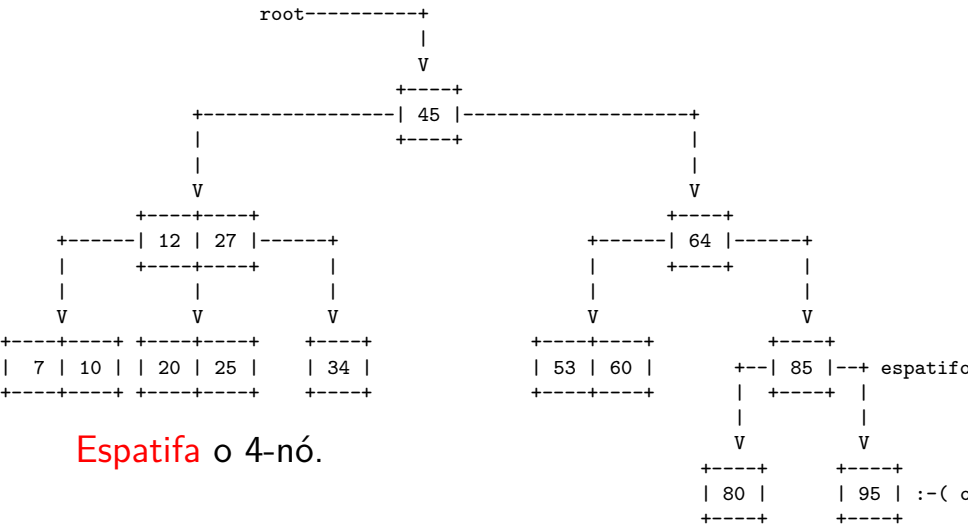 root----------+
|
V
+-----+
+-----------------| 45 |-------------------+
| +-----+ |
| |
V V
+----+----+ +-----+
+------| 12 | 27 |------+ +------| 64 |------+
| +----+----+ | | +-----+ |
| | | | |
V V V V V
+----+----+ +----+----+ +----+ +----+----+ +----+
| 7 | 10 | | 20 | 25 | | 34 | | 53 | 60 | +--| 85 |--+ espatifo
+----+----+ +----+----+ +----+ +----+----+ | +----+ |
| |
Espatifa o 4-nó. V V
+----+ +----+
| 80 | | 95 | :-(
+----+ +----+